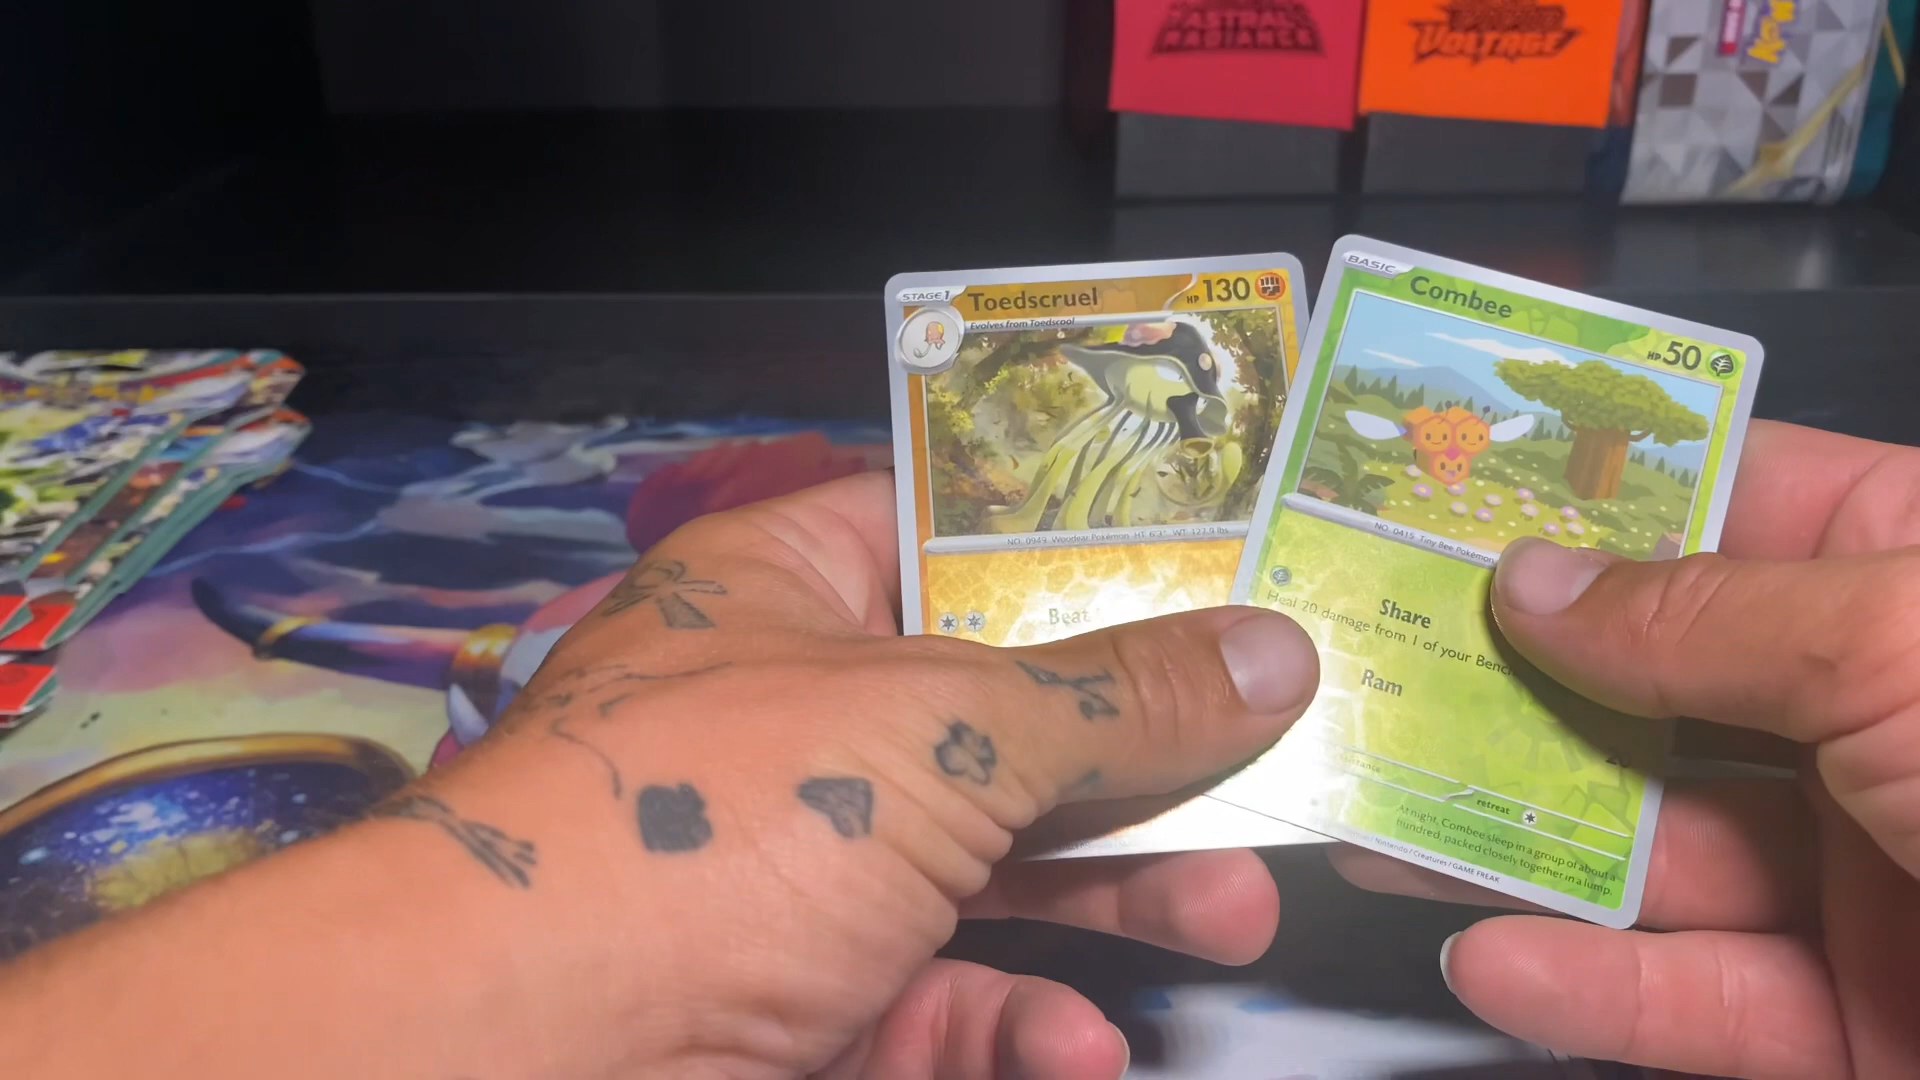 ASTRAL
RADIANCE
VOLTAGE
STAGE 1
Toedscruel
HP 130
Evolves from Toedscool
NO. 0949 Woodear Pokémon HT: 6'3" WT: 127.9 lbs.
Beat
BASIC
Combee
HP 50
NO. 0415 Tiny Bee Pokémon
Share
Heal 20 damage from 1 of your Benc
Ram
20
retreat
At night, Combee sleep in a group of about a
hundred, packed closely together in a lump.
Nintendo / Creatures / GAME FREAK